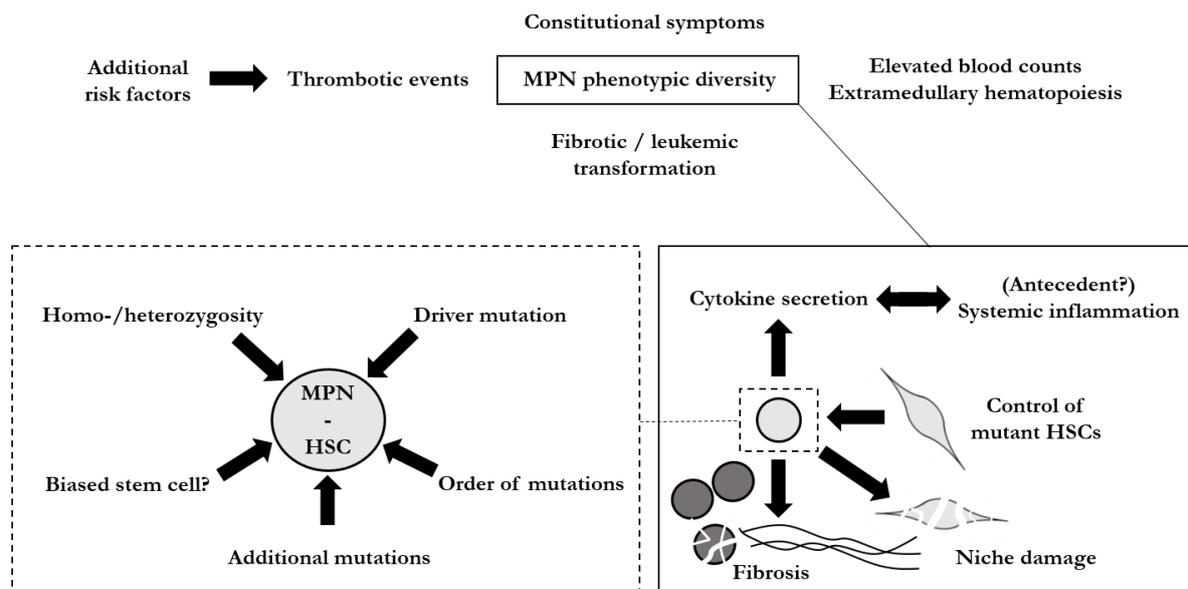 Constitutional symptoms
Additional
risk factors
Thrombotic events
MPN phenotypic diversity
Elevated blood counts
Extramedullary hematopoiesis
Fibrotic / leukemic
transformation
Homo-/heterozygosity
Driver mutation
MPN
-
HSC
Biased stem cell?
Order of mutations
Additional mutations
Cytokine secretion
(Antecedent?)
Systemic inflammation
Control of
mutant HSCs
Niche damage
Fibrosis